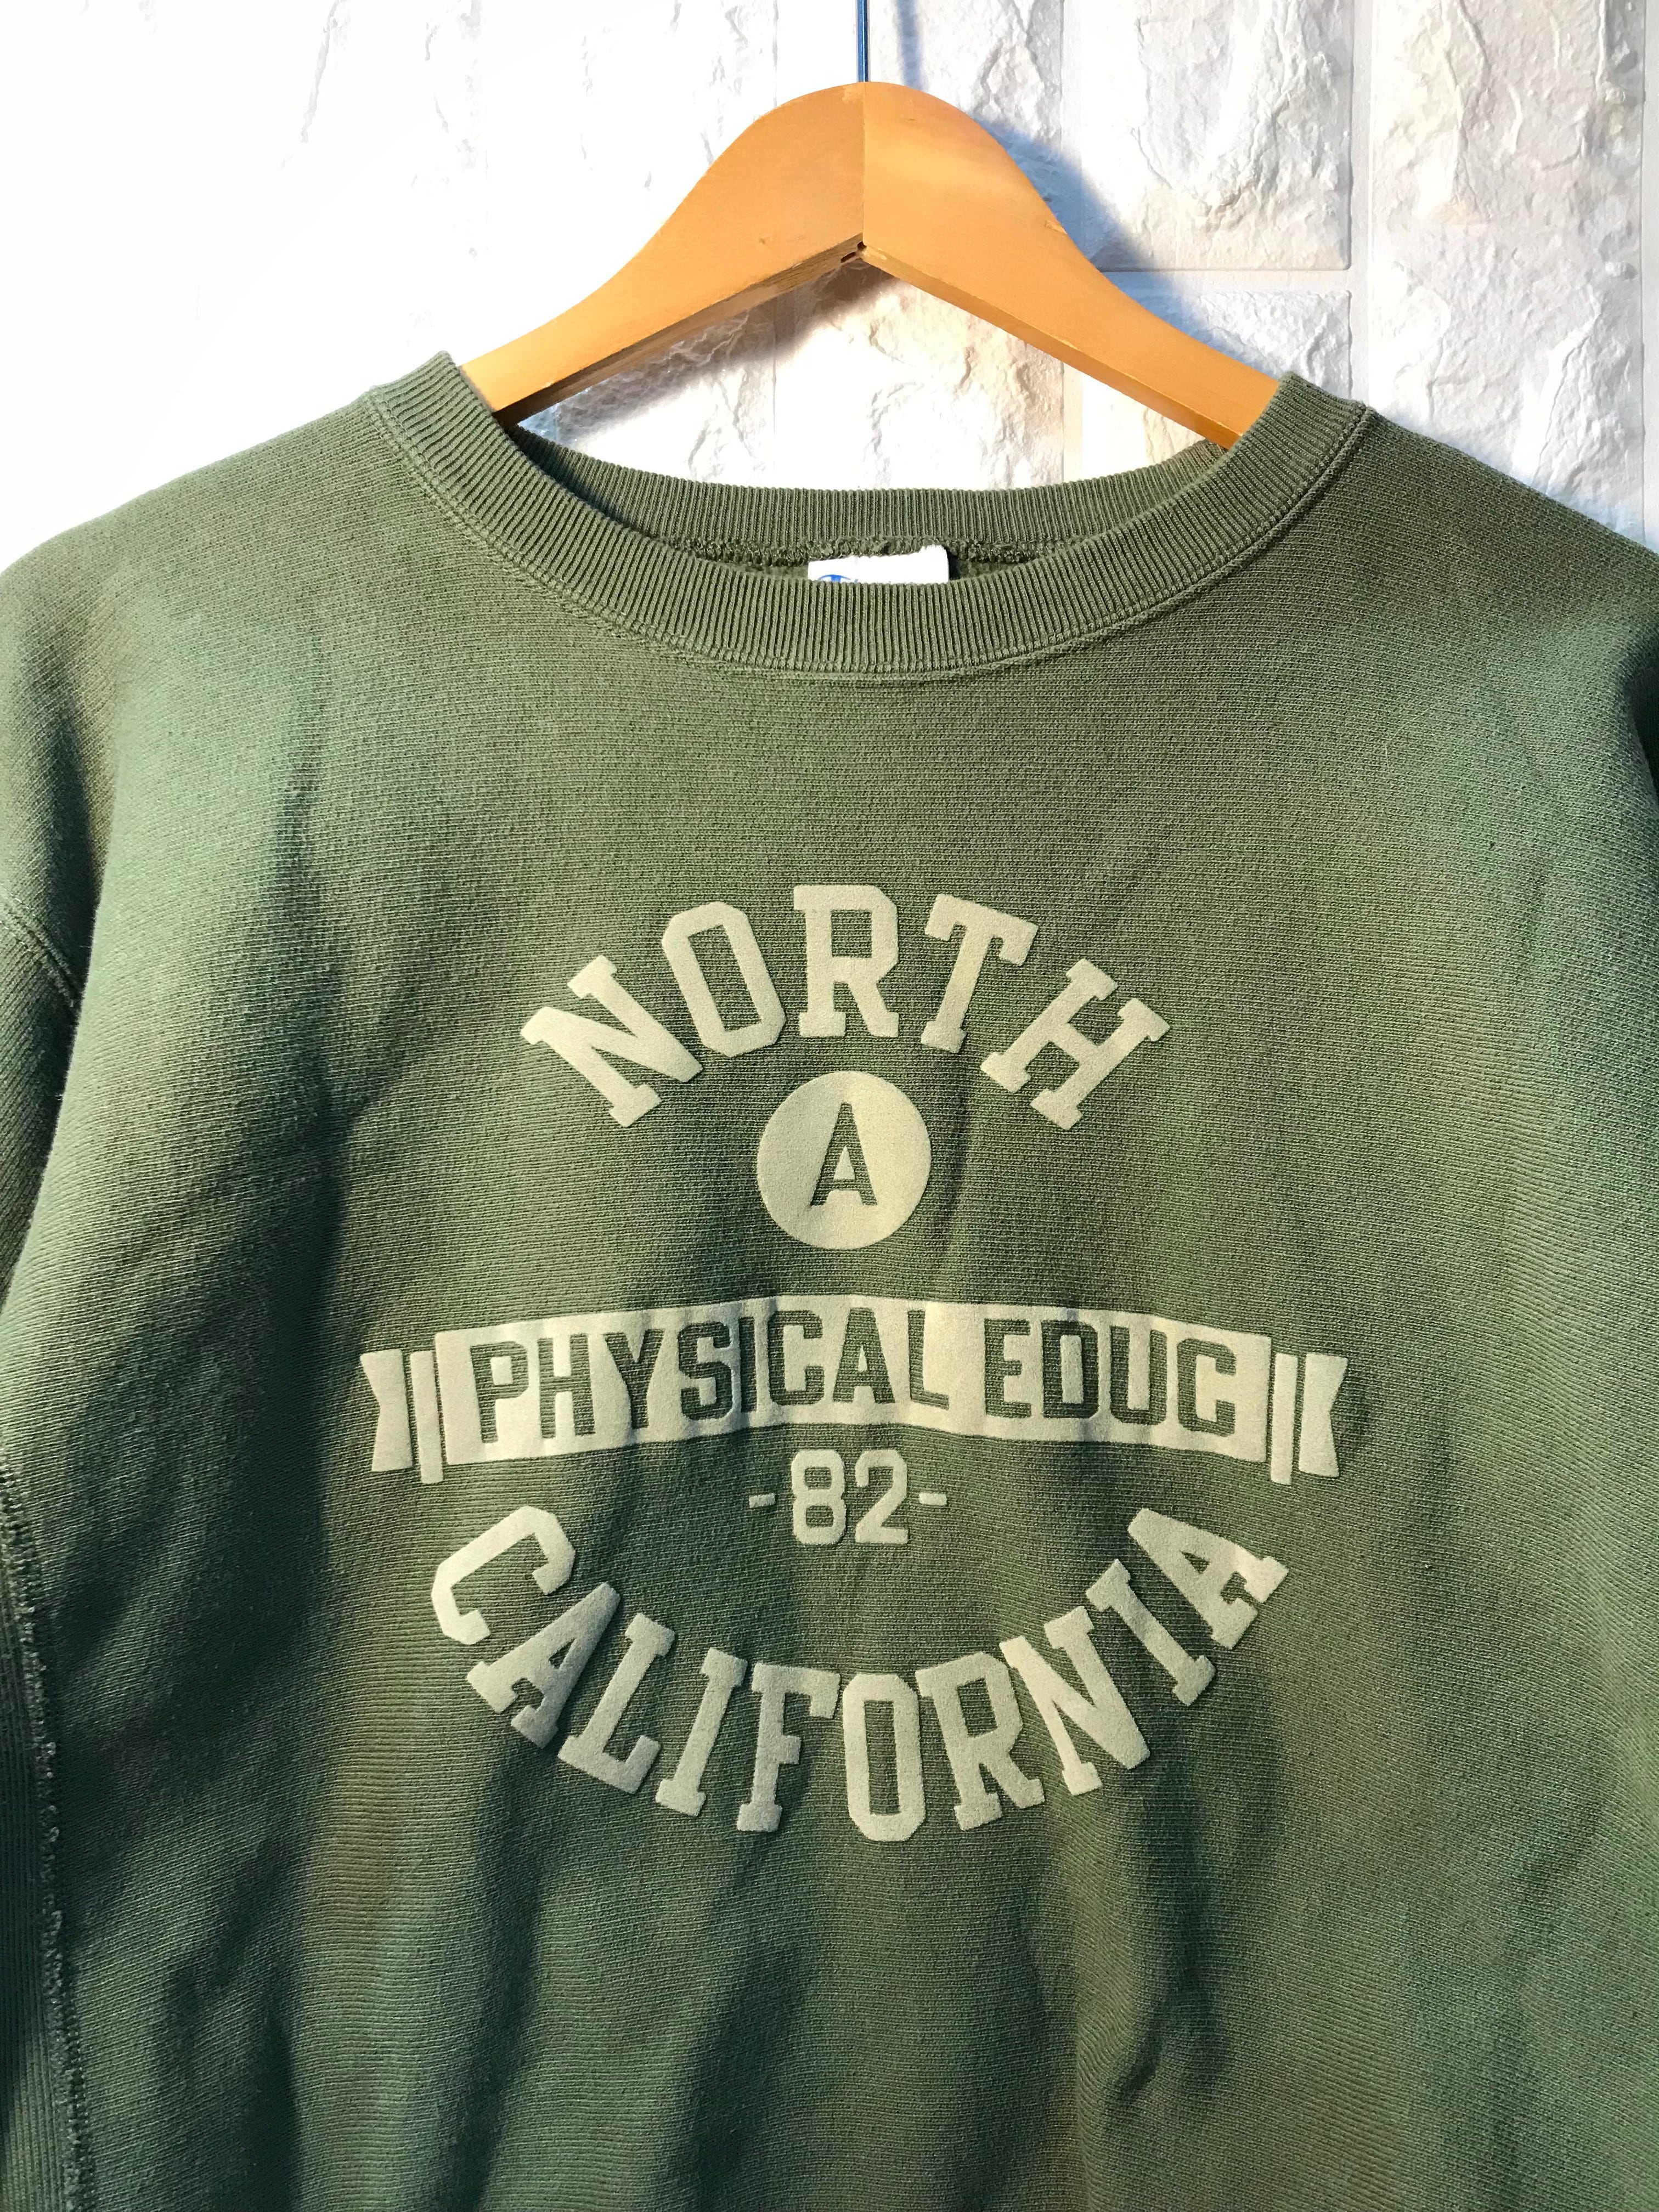 NORTH
A
PHYSICAL EDUC
-82-
CALIFORNIA